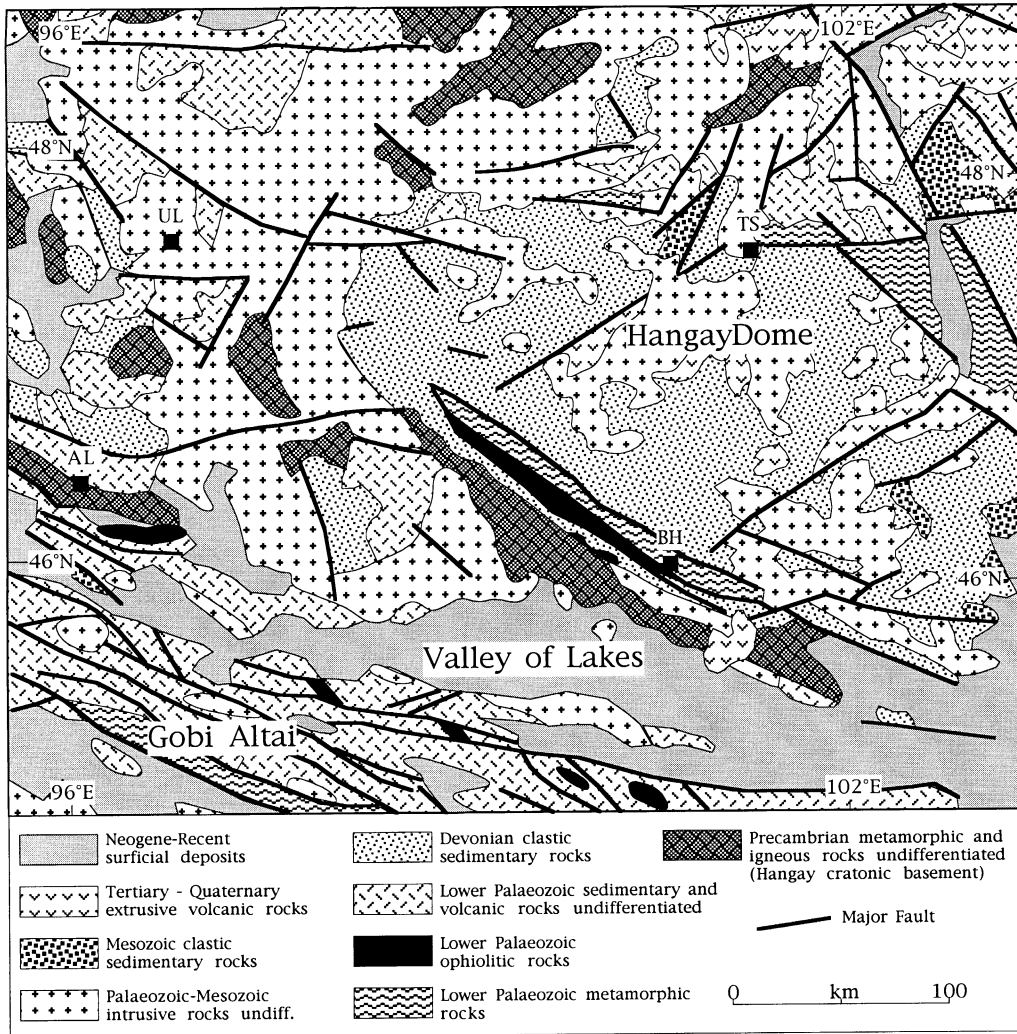 96°E
102°E
48°N
48°N
UL
TS
HangayDome
AL
BH
46°N
46°N
Valley of Lakes
Gobi Altai
96°E
102°E
Neogene-Recent
surficial deposits
Tertiary - Quaternary
extrusive volcanic rocks
Mesozoic clastic
sedimentary rocks
Palaeozoic-Mesozoic
intrusive rocks undiff.
Devonian clastic
sedimentary rocks
Lower Palaeozoic sedimentary and
volcanic rocks undifferentiated
Lower Palaeozoic
ophiolitic rocks
Lower Palaeozoic metamorphic
rocks
Precambrian metamorphic and
igneous rocks undifferentiated
(Hangay cratonic basement)
Major Fault
0 km 100